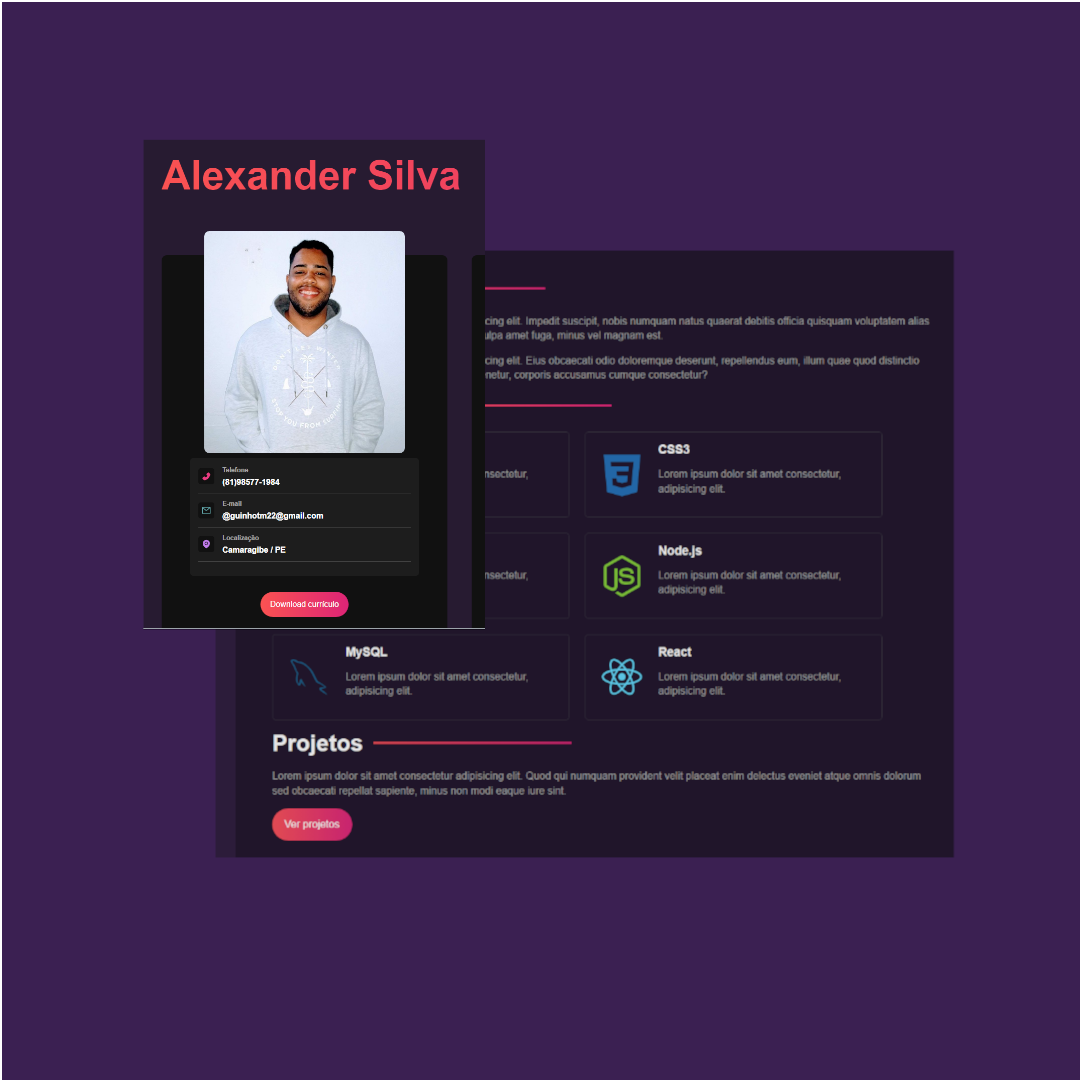 Alexander Silva
Telefone
(81)98577-1984
E-mail
@guinhotm22@gmail.com
Localização
Camaragibe / PE
Download currículo
cing elit. Impedit suscipit, nobis numquam natus quaerat debitis officia quisquam voluptatem alias
ulpa amet fuga, minus vel magnam est.
cing elit. Eius obcaecati odio doloremque deserunt, repellendus eum, illum quae quod distinctio
netur, corporis accusamus cumque consectetur?
nsectetur,
CSS3
Lorem ipsum dolor sit amet consectetur,
adipisicing elit.
nsectetur,
Node.js
Lorem ipsum dolor sit amet consectetur,
adipisicing elit.
MySQL
Lorem ipsum dolor sit amet consectetur,
adipisicing elit.
React
Lorem ipsum dolor sit amet consectetur,
adipisicing elit.
Projetos
Lorem ipsum dolor sit amet consectetur adipisicing elit. Quod qui numquam provident velit placeat enim delectus eveniet atque omnis dolorum
sed obcaecati repellat sapiente, minus non modi eaque iure sint.
Ver projetos